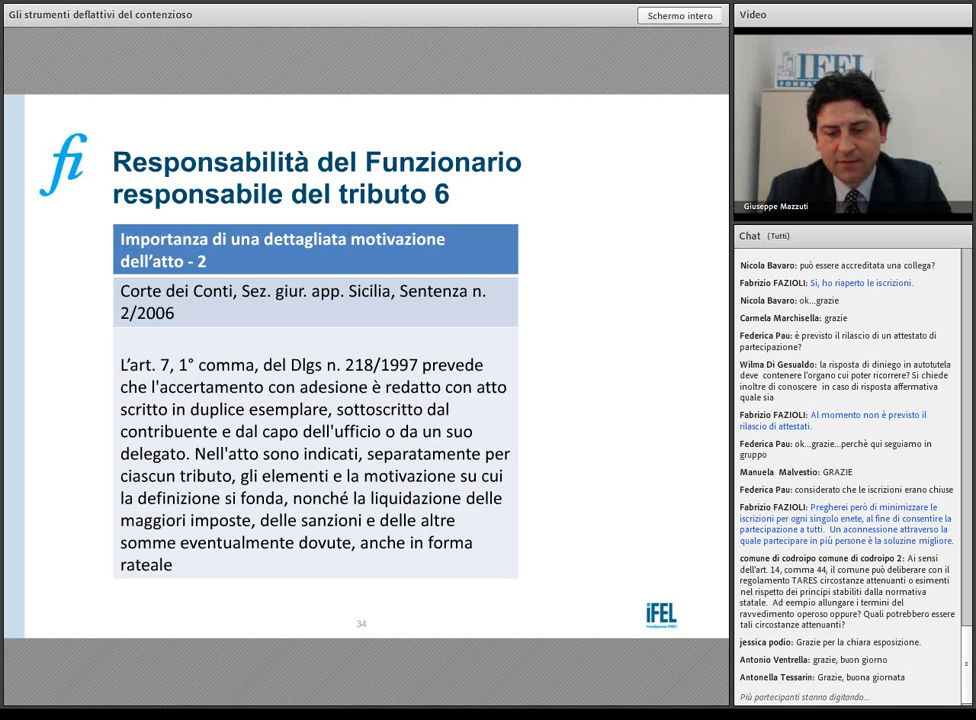 Gli strumenti deflattivi del contenzioso
Schermo intero
fi
Responsabilità del Funzionario
responsabile del tributo 6
Importanza di una dettagliata motivazione
dell'atto - 2
Corte dei Conti, Sez. giur. app. Sicilia, Sentenza n.
2/2006
L'art. 7, 1° comma, del Dlgs n. 218/1997 prevede
che l'accertamento con adesione è redatto con atto
scritto in duplice esemplare, sottoscritto dal
contribuente e dal capo dell'ufficio o da un suo
delegato. Nell'atto sono indicati, separatamente per
ciascun tributo, gli elementi e la motivazione su cui
la definizione si fonda, nonché la liquidazione delle
maggiori imposte, delle sanzioni e delle altre
somme eventualmente dovute, anche in forma
rateale
34
iFEL
Video
IFEL
Giuseppe Mazzuti
Chat (Tutti)
Nicola Bavaro: può essere accreditata una collega?
Fabrizio FAZIOLI: Si, ho riaperto le iscrizioni.
Nicola Bavaro: ok...grazie
Carmela Marchisella: grazie
Federica Pau: è previsto il rilascio di un attestato di
partecipazione?
Wilma Di Gesualdo: la risposta di diniego in autotutela
deve contenere l'organo cui poter ricorrere? Si chiede
inoltre di conoscere in caso di risposta affermativa
quale sia
Fabrizio FAZIOLI: Al momento non è previsto il
rilascio di attestati.
Federica Pau: ok...grazie...perchè qui seguiamo in
gruppo
Manuela Malvestio: GRAZIE
Federica Pau: considerato che le iscrizioni erano chiuse
Fabrizio FAZIOLI: Pregherei però di minimizzare le
iscrizioni per ogni singolo enete, al fine di consentire la
partecipazione a tutti. Un aconnessione attraverso la
quale partecipare in più persone è la soluzine migliore.
comune di codroipo comune di codroipo 2: Ai sensi
dell'art. 14, comma 44, il comune può deliberare con il
regolamento TARES circostanze attenuanti o esimenti
nel rispetto dei principi stabiliti dalla normativa
statale. Ad empio allungare i termini del
ravvedimento operoso oppure? Quali potrebbero essere
tali circostanze attenuanti?
jessica podio: Grazie per la chiara esposizione.
Antonio Ventrella: grazie, buon giorno
Antonella Tessarin: Grazie, buona giornata
Più partecipanti stanno digitando...